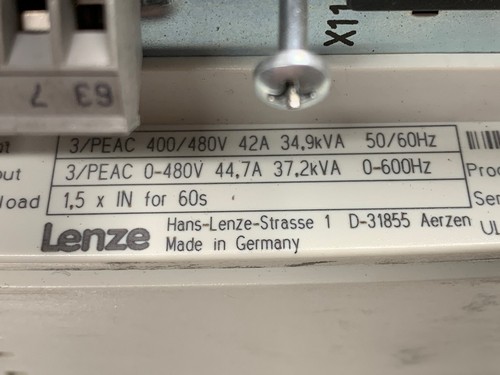 X11
63 7
ut 3/PEAC 400/480V 42A 34,9kVA 50/60Hz
out 3/PEAC 0-480V 44,7A 37,2kVA 0-600Hz Prod
load 1,5 x IN for 60s Ser
Lenze Hans-Lenze-Strasse 1 D-31855 Aerzen UL
Made in Germany